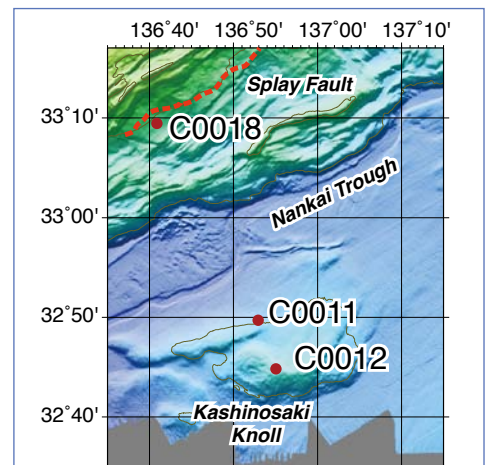 136˚40' 136˚50' 137˚00' 137˚10'
Splay Fault
33˚10'
C0018
Nankai Trough
33˚00'
32˚50'
C0011
C0012
32˚40'
Kashinosaki
Knoll